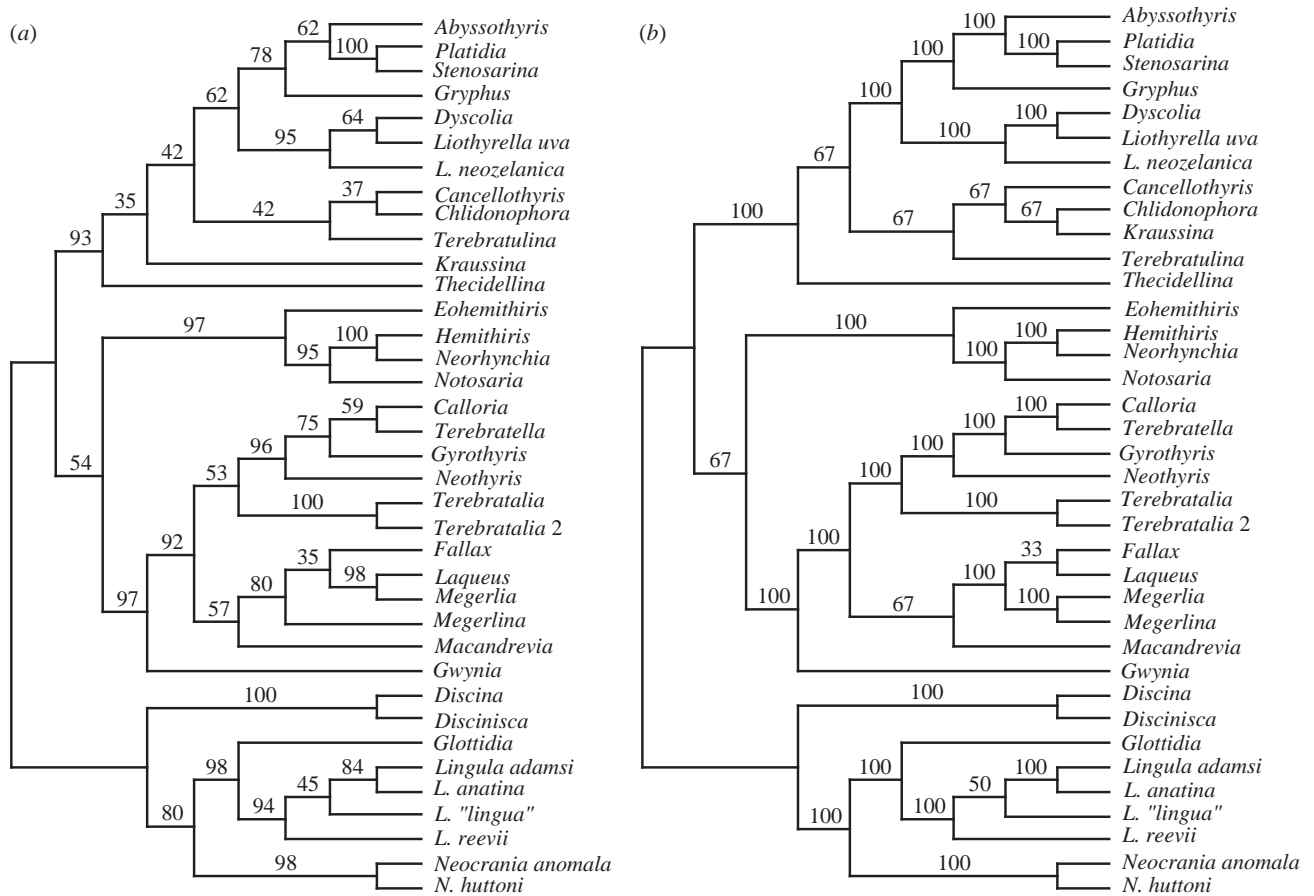 (a)
62
Abyssothyris
100
Platidia
78
Stenosarina
62
Gryphus
64
Dyscolia
95
Liothyrella uva
42
L. neozelanica
37
Cancellothyris
35
42
Chlidonophora
93
Terebratulina
Kraussina
Thecidellina
97
Eohemithiris
100
Hemithiris
95
Neorhynchia
Notosaria
59
Calloria
75
Terebratella
96
Gyrothyris
54
53
Neothyris
100
Terebratalia
Terebratalia 2
92
35
Fallax
98
Laqueus
80
Megerlia
97
57
Megerlina
Macandrevia
Gwynia
100
Discina
Discinisca
98
Glottidia
84
Lingula adamsi
45
L. anatina
80
94
L. "lingua"
L. reevii
98
Neocrania anomala
N. huttoni
(b)
100
Abyssothyris
100
100
Platidia
Stenosarina
100
Gryphus
100
Dyscolia
100
Liothyrella uva
67
L. neozelanica
67
Cancellothyris
67
67
Chlidonophora
100
Kraussina
Terebratulina
Thecidellina
100
Eohemithiris
100
Hemithiris
100
Neorhynchia
Notosaria
100
Calloria
100
Terebratella
100
Gyrothyris
67
100
Neothyris
100
Terebratalia
Terebratalia 2
100
33
Fallax
100
Laqueus
100
Megerlia
100
67
Megerlina
Macandrevia
Gwynia
100
Discina
Discinisca
100
Glottidia
100
Lingula adamsi
50
L. anatina
100
100
L. "lingua"
L. reevii
100
Neocrania anomala
N. huttoni